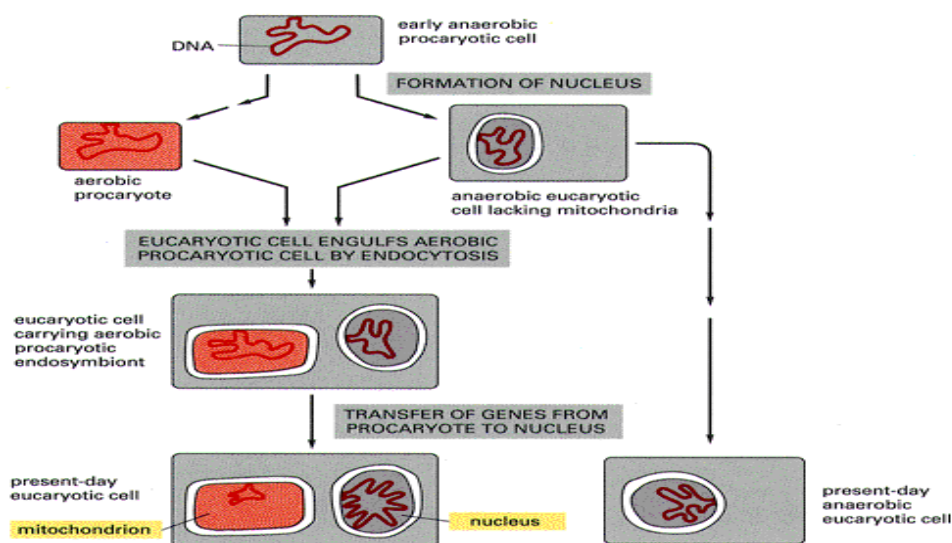 early anaerobic
procaryotic cell
DNA
FORMATION OF NUCLEUS
aerobic
procaryote
anaerobic eucaryotic
cell lacking mitochondria
EUCARYOTIC CELL ENGULFS AEROBIC
PROCARYOTIC CELL BY ENDOCYTOSIS
eucaryotic cell
carrying aerobic
procaryotic
endosymbiont
TRANSFER OF GENES FROM
PROCARYOTE TO NUCLEUS
present-day
eucaryotic cell
mitochondrion
nucleus
present-day
anaerobic
eucaryotic cell